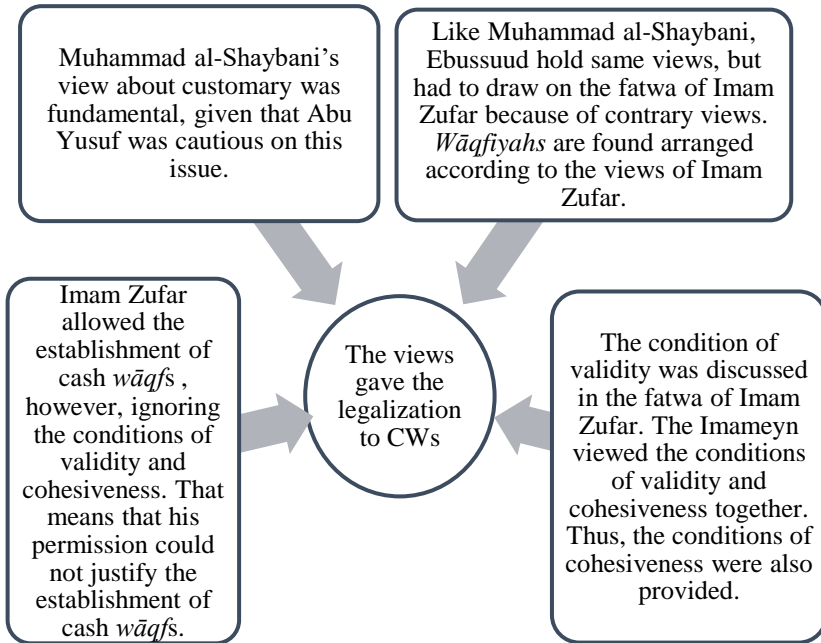 Muhammad al-Shaybani's
view about customary was
fundamental, given that Abu
Yusuf was cautious on this
issue.
Like Muhammad al-Shaybani,
Ebussuud hold same views, but
had to draw on the fatwa of Imam
Zufar because of contrary views.
Wāqfiyahs are found arranged
according to the views of Imam
Zufar.
Imam Zufar
allowed the
establishment of
cash wāqfs ,
however, ignoring
the conditions of
validity and
cohesiveness. That
means that his
permission could
not justify the
establishment of
cash wāqfs.
The views
gave the
legalization
to CWs
The condition of
validity was discussed
in the fatwa of Imam
Zufar. The Imameyn
viewed the conditions
of validity and
cohesiveness together.
Thus, the conditions of
cohesiveness were also
provided.